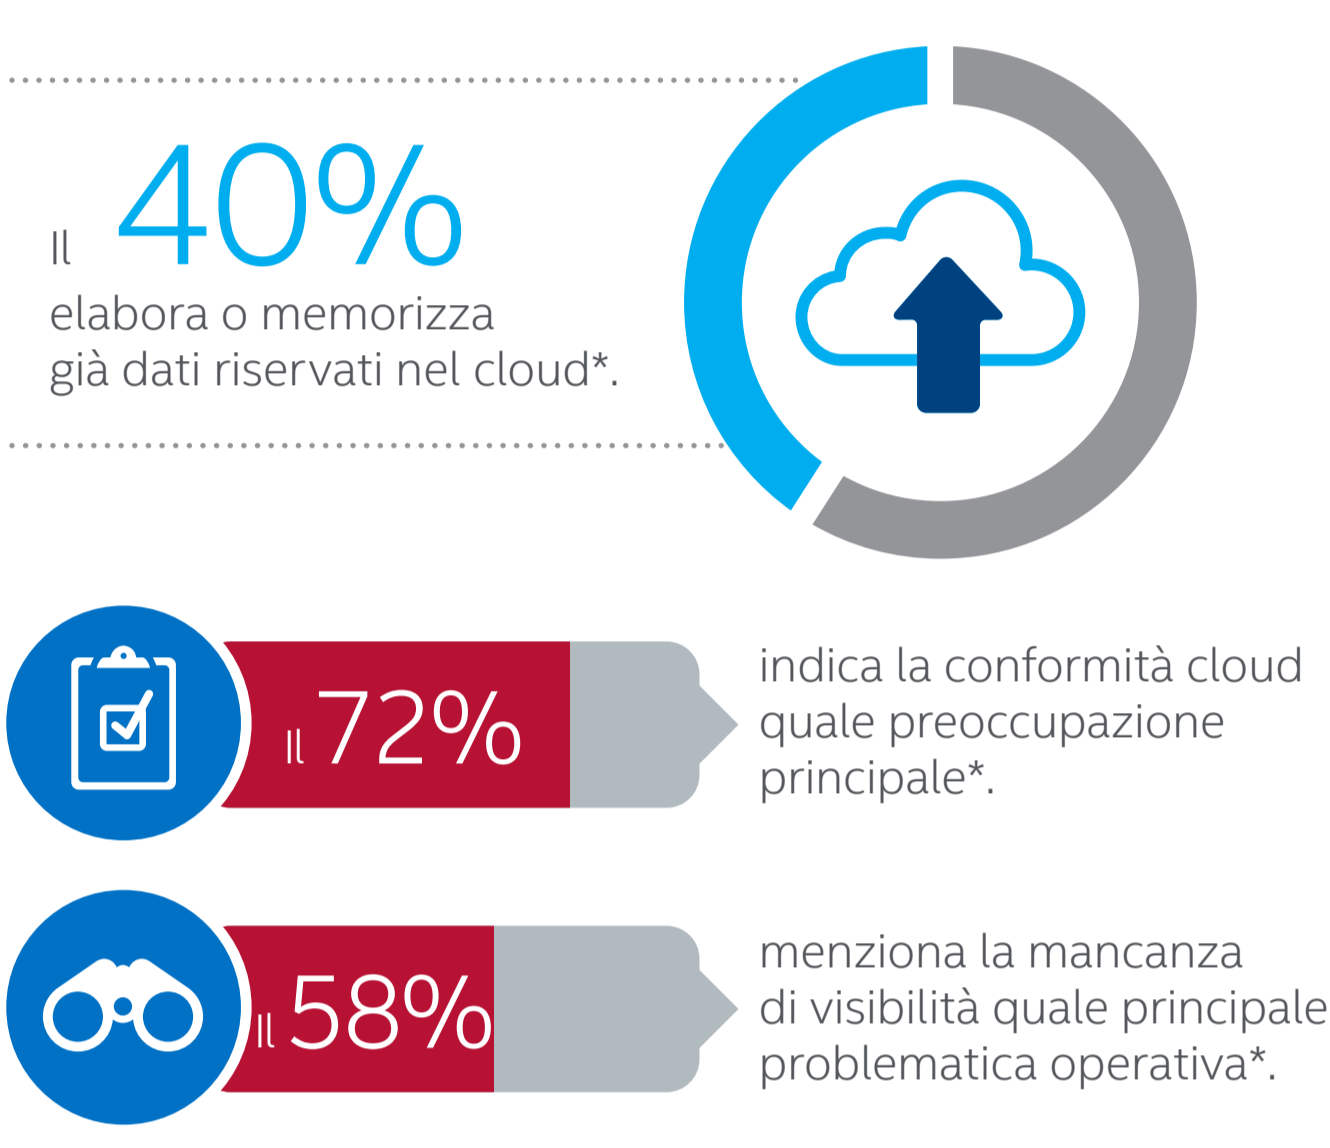 Il 40%
elabora o memorizza
già dati riservati nel cloud*.
Il 72%
indica la conformità cloud
quale preoccupazione
principale*.
Il 58%
menziona la mancanza
di visibilità quale principale
problematica operativa*.